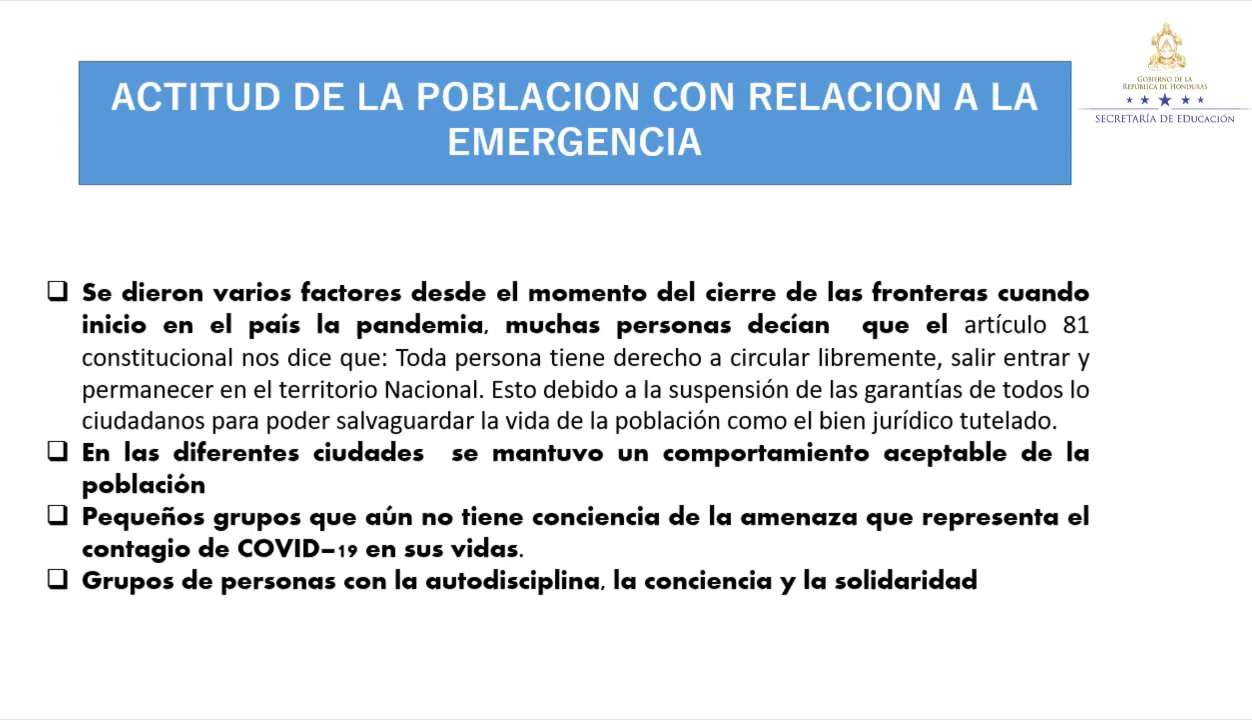 ACTITUD DE LA POBLACION CON RELACION A LA
EMERGENCIA
GOBIERNO DE LA
REPÚBLICA DE HONDURAS
SECRETARÍA DE EDUCACIÓN
Se dieron varios factores desde el momento del cierre de las fronteras cuando
inicio en el país la pandemia, muchas personas decían que el artículo 81
constitucional nos dice que: Toda persona tiene derecho a circular libremente, salir entrar y
permanecer en el territorio Nacional. Esto debido a la suspensión de las garantías de todos lo
ciudadanos para poder salvaguardar la vida de la población como el bien jurídico tutelado.
En las diferentes ciudades se mantuvo un comportamiento aceptable de la
población
Pequeños grupos que aún no tiene conciencia de la amenaza que representa el
contagio de COVID-19 en sus vidas.
Grupos de personas con la autodisciplina, la conciencia y la solidaridad